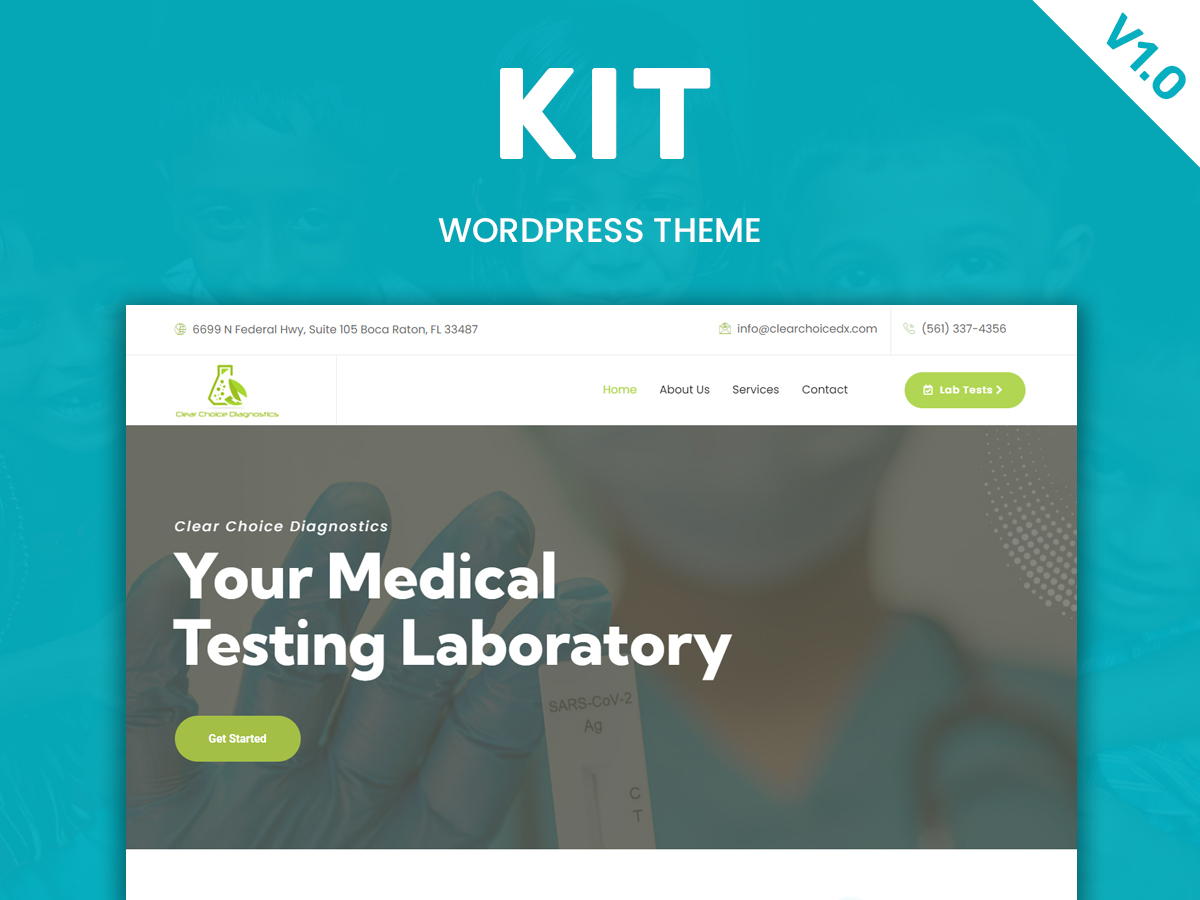 V1.0
KIT
WORDPRESS THEME
6699 N Federal Hwy, Suite 105 Boca Raton, FL 33487
info@clearchoicedx.com
(561) 337-4356
Clear Choice Diagnostics
Home
About Us
Services
Contact
Lab Tests
Clear Choice Diagnostics
Your Medical
Testing Laboratory
SARS-CoV-2
Ag
C
T
Get Started